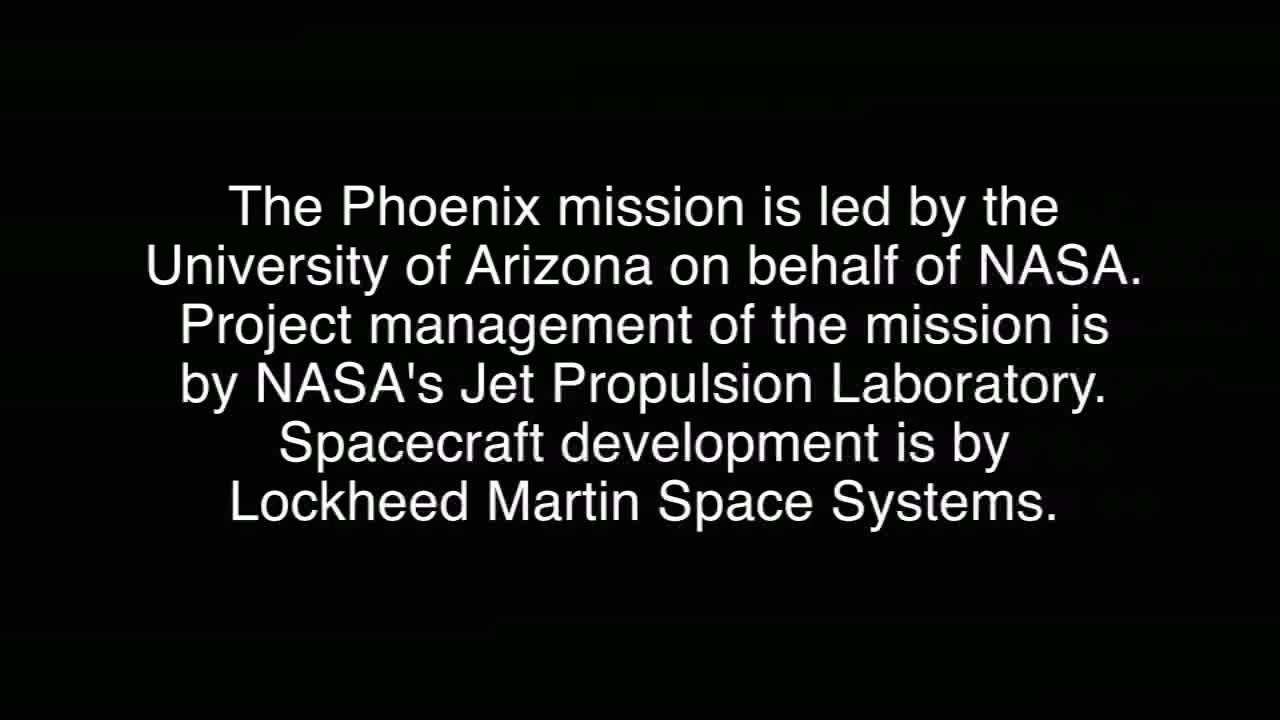 The Phoenix mission is led by the
University of Arizona on behalf of NASA.
Project management of the mission is
by NASA's Jet Propulsion Laboratory.
Spacecraft development is by
Lockheed Martin Space Systems.